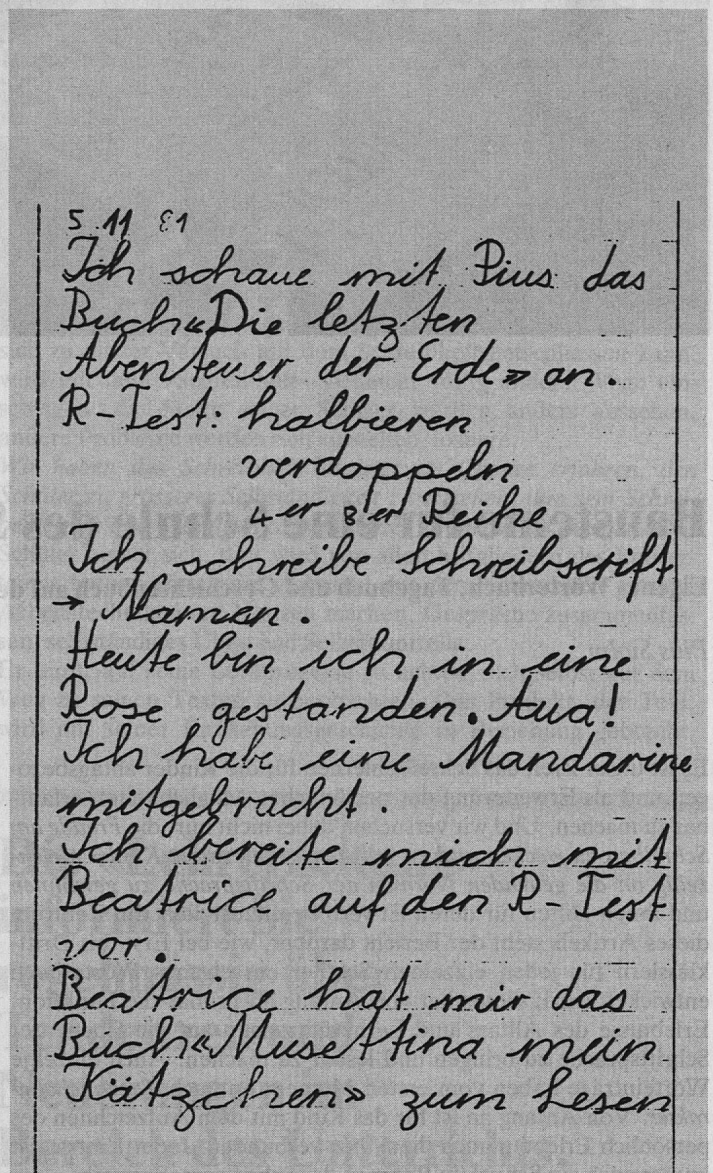 5. 11 81
Ich schaue mit Pius das
Buch «Die letzten
Abenteuer der Erde» an.
R-Test: halbieren
verdoppeln
4er 8er Reihe
Ich schreibe Schreibscrift
→ Namen.
Heute bin ich in eine
Rose gestanden. Aua!
Ich habe eine Mandarine
mitgebracht.
Ich bereite mich mit
Beatrice auf den R-Test
vor.
Beatrice hat mir das
Buch «Musettina mein
Kätzchen» zum Lesen